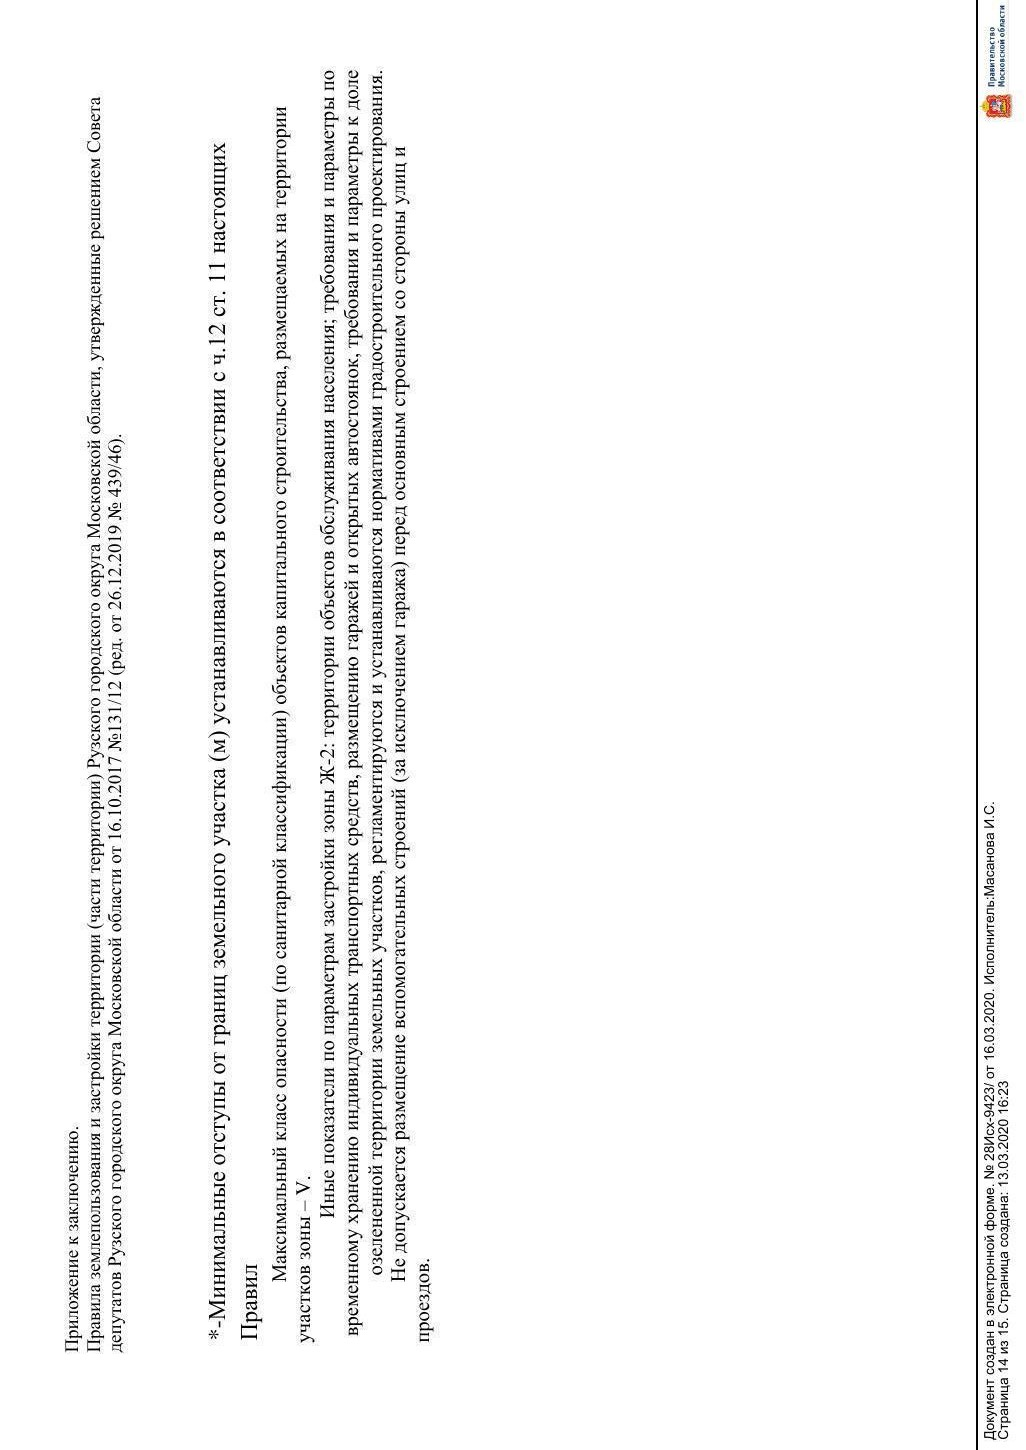 Приложение к заключению.
Правила землепользования и застройки территории (части территории) Рузского городского округа Московской области, утвержденные решением Совета
депутатов Рузского городского округа Московской области от 16.10.2017 №131/12 (ред. от 26.12.2019 № 439/46).
*-Минимальные отступы от границ земельного участка (м) устанавливаются в соответствии с ч.12 ст. 11 настоящих
Правил
Максимальный класс опасности (по санитарной классификации) объектов капитального строительства, размещаемых на территории
участков зоны – V.
Иные показатели по параметрам застройки зоны Ж-2: территории объектов обслуживания населения; требования и параметры по
временному хранению индивидуальных транспортных средств, размещению гаражей и открытых автостоянок, требования и параметры к доле
озелененной территории земельных участков, регламентируются и устанавливаются нормативами градостроительного проектирования.
Не допускается размещение вспомогательных строений (за исключением гаража) перед основным строением со стороны улиц и
проездов.
Документ создан в электронной форме. № 28Исх-9423/ от 16.03.2020. Исполнитель:Масанова И.С.
Страница 14 из 15. Страница создана: 13.03.2020 16:23
Правительство
Московской области